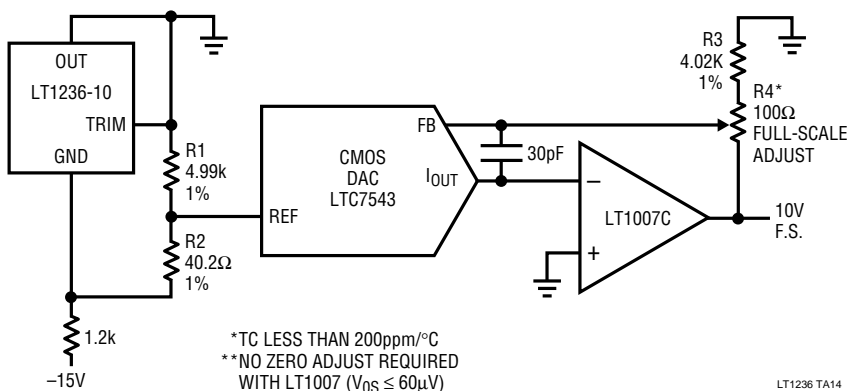 OUT
LT1236-10
TRIM
GND
R1
4.99k
1%
R2
40.2Ω
1%
1.2k
–15V
REF
CMOS
DAC
LTC7543
FB
IOUT
30pF
–
+
LT1007C
R3
4.02K
1%
R4*
100Ω
FULL-SCALE
ADJUST
10V
F.S.
*TC LESS THAN 200ppm/°C
**NO ZERO ADJUST REQUIRED
WITH LT1007 (V0S ≤ 60µV)
LT1236 TA14